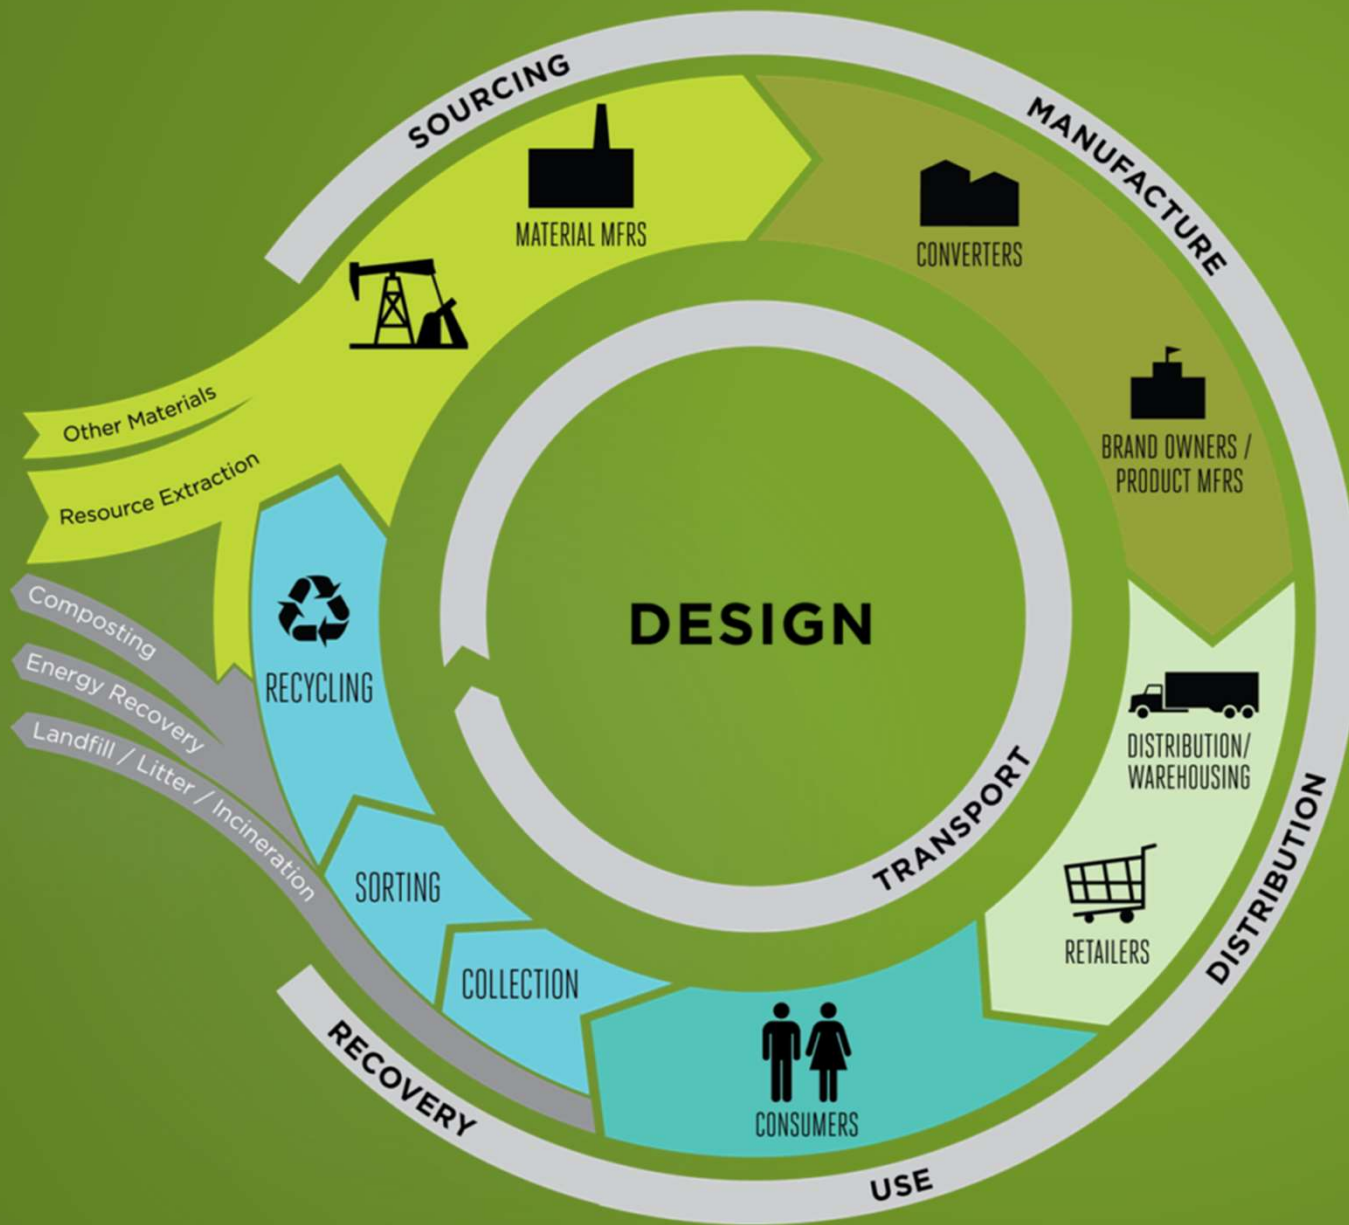 SOURCING
MANUFACTURE
MATERIAL MFRS
CONVERTERS
BRAND OWNERS /
PRODUCT MFRS
Other Materials
Resource Extraction
Composting
Energy Recovery
Landfill / Litter / Incineration
RECYCLING
DESIGN
TRANSPORT
DISTRIBUTION/
WAREHOUSING
RETAILERS
DISTRIBUTION
SORTING
COLLECTION
CONSUMERS
RECOVERY
USE